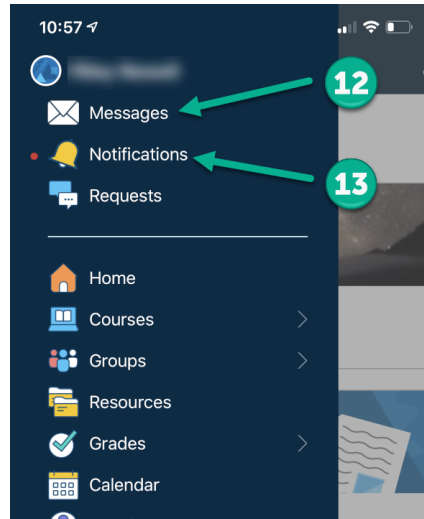 10:57
Messages
12
Notifications
13
Requests
Home
Courses
Groups
Resources
Grades
Calendar